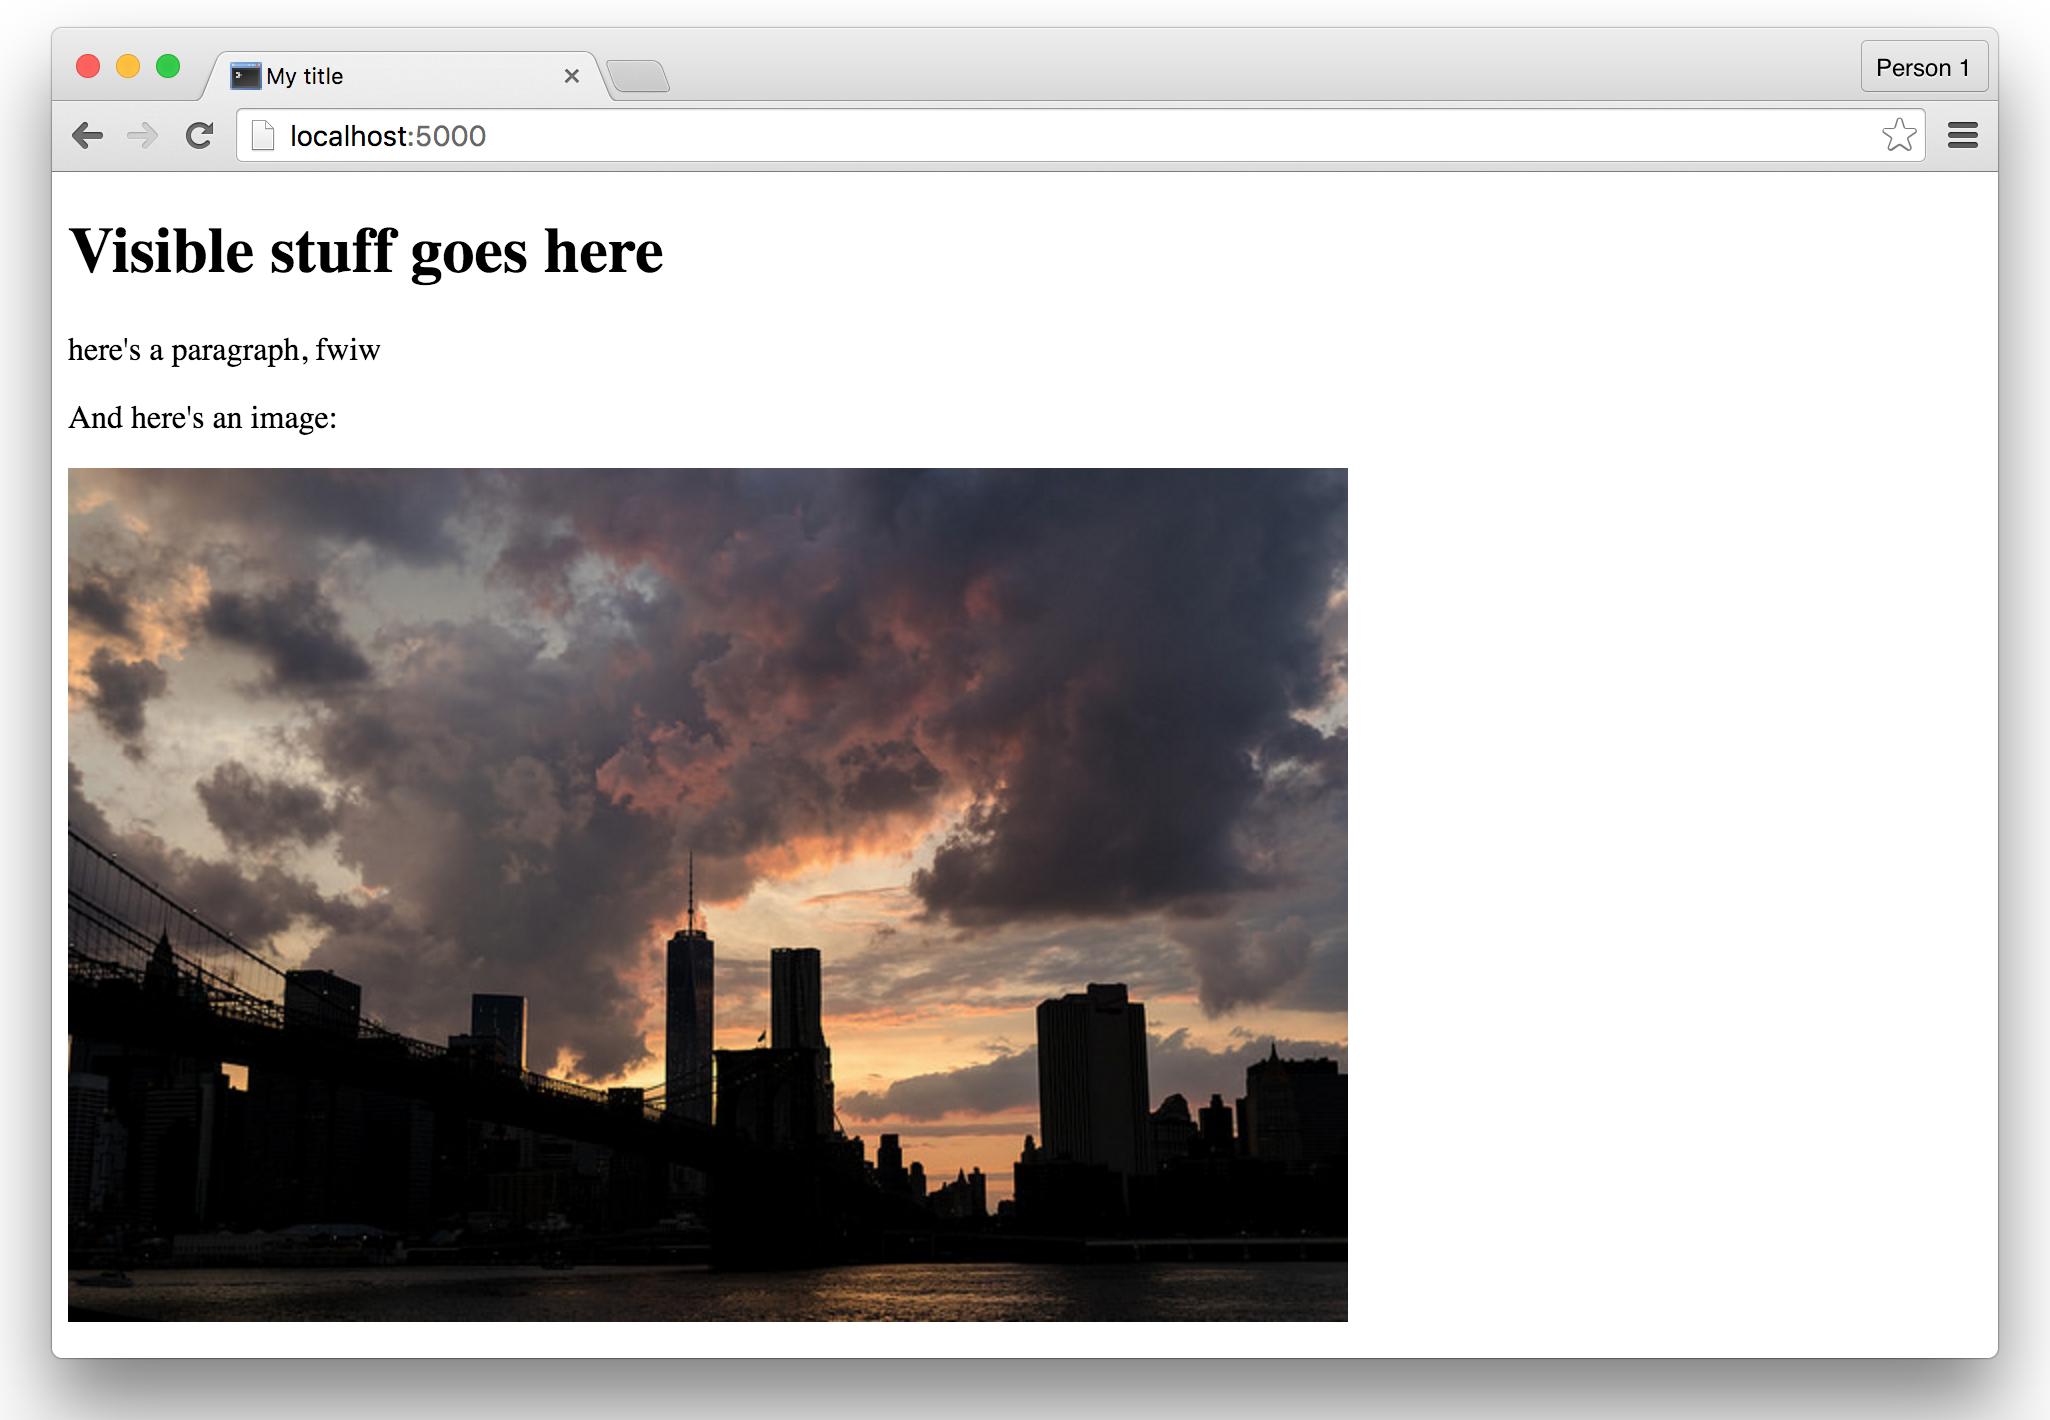 My title
Person 1
localhost:5000
Visible stuff goes here
here's a paragraph, fwiw
And here's an image: